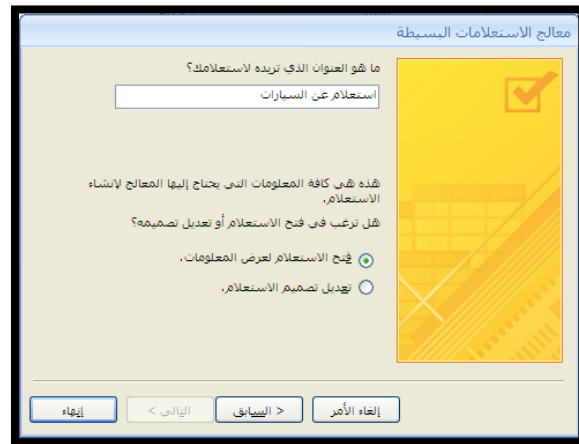 معالج الاستعلامات البسيطة
ما هو العنوان الذي تريده لاستعلامك؟
استعلام عن السيارات
هذه هي كافة المعلومات التي يحتاج إليها المعالج لإنشاء
الاستعلام.
هل ترغب في فتح الاستعلام أو تعديل تصميمه؟
فتح الاستعلام لعرض المعلومات.
تعديل تصميم الاستعلام.
إلغاء الأمر
< السابق
التالي >
إنهاء